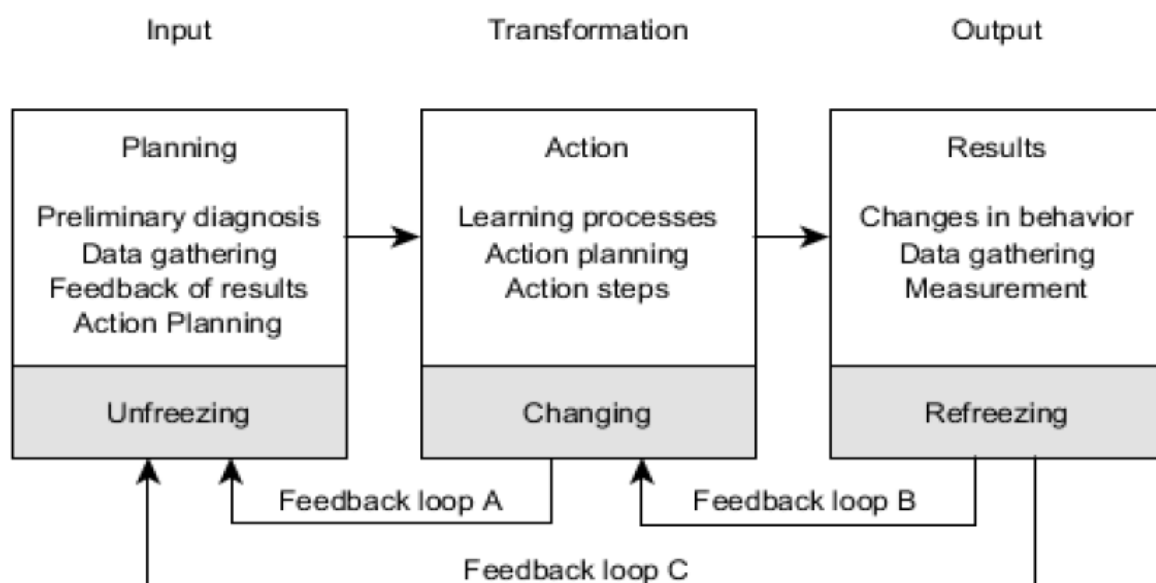 Input
Transformation
Output
Planning
Preliminary diagnosis
Data gathering
Feedback of results
Action Planning
Unfreezing
Action
Learning processes
Action planning
Action steps
Changing
Results
Changes in behavior
Data gathering
Measurement
Refreezing
Feedback loop A
Feedback loop B
Feedback loop C